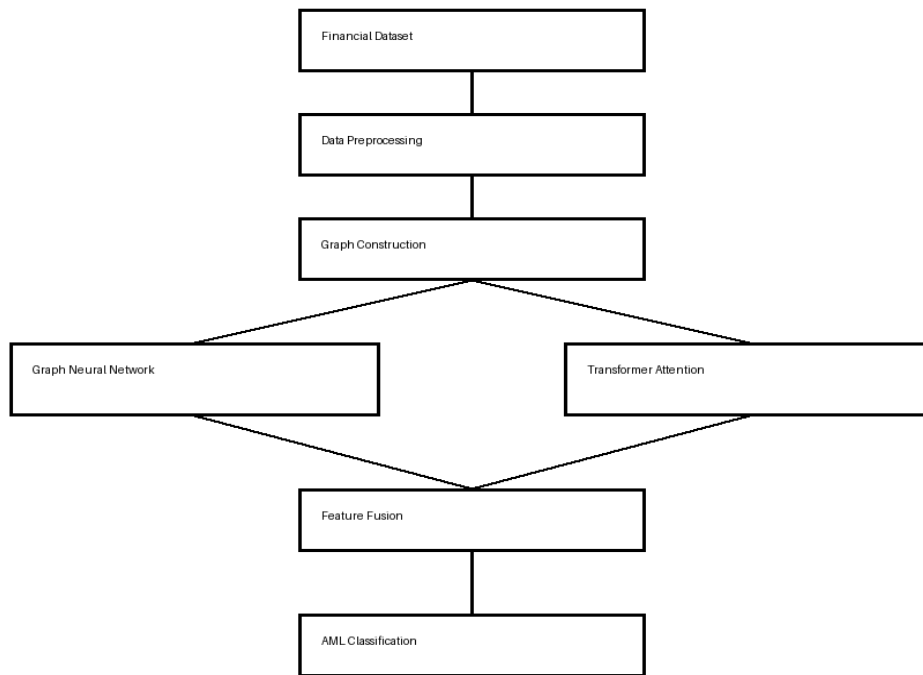 Financial Dataset
Data Preprocessing
Graph Construction
Graph Neural Network
Transformer Attention
Feature Fusion
AML Classification